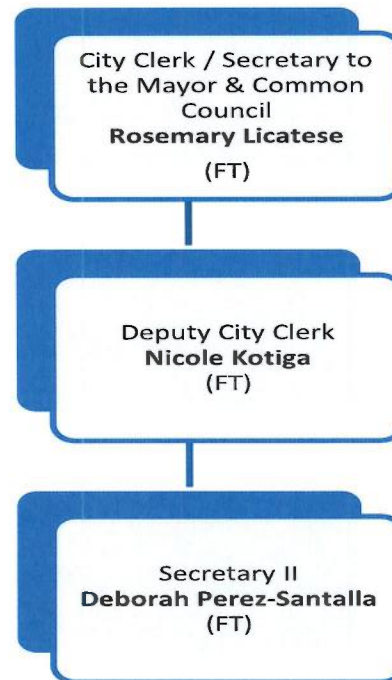 City Clerk / Secretary to
the Mayor & Common
Council
Rosemary Licatese
(FT)
Deputy City Clerk
Nicole Kotiga
(FT)
Secretary II
Deborah Perez-Santalla
(FT)